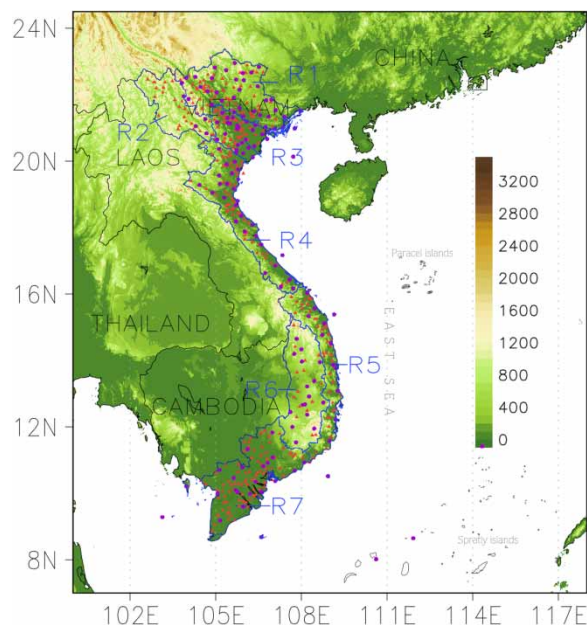 24N
CHINA
R1
VIETNAM
R2
LAOS
R3
20N
3200
2800
2400
2000
1600
1200
800
400
0
R4
Paracel islands
16N
THAILAND
EAST SEA
R5
R6
CAMBODIA
12N
R7
Spratly islands
8N
102E 105E 108E 111E 114E 117E